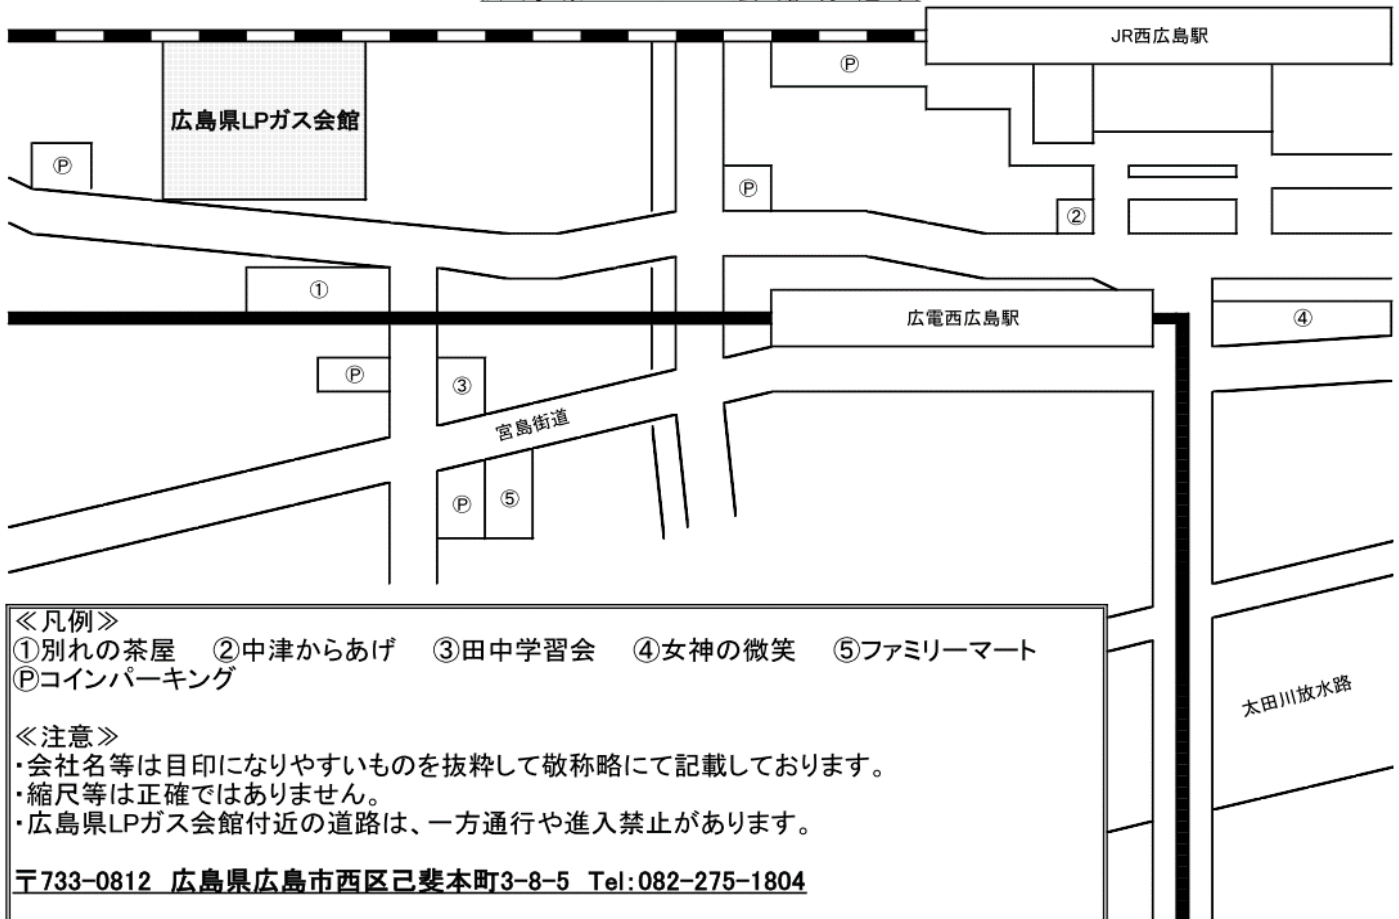 JR西広島駅
Ⓟ
広島県LPガス会館
Ⓟ
Ⓟ
②
①
広電西広島駅
④
Ⓟ
③
宮島街道
Ⓟ
⑤
≪凡例≫
①別れの茶屋 ②中津からあげ ③田中学習会 ④女神の微笑 ⑤ファミリーマート
Ⓟコインパーキング
太田川放水路
≪注意≫
・会社名等は目印になりやすいものを抜粋して敬称略にて記載しております。
・縮尺等は正確ではありません。
・広島県LPガス会館付近の道路は、一方通行や進入禁止があります。
〒733-0812 広島県広島市西区己斐本町3-8-5 Tel:082-275-1804